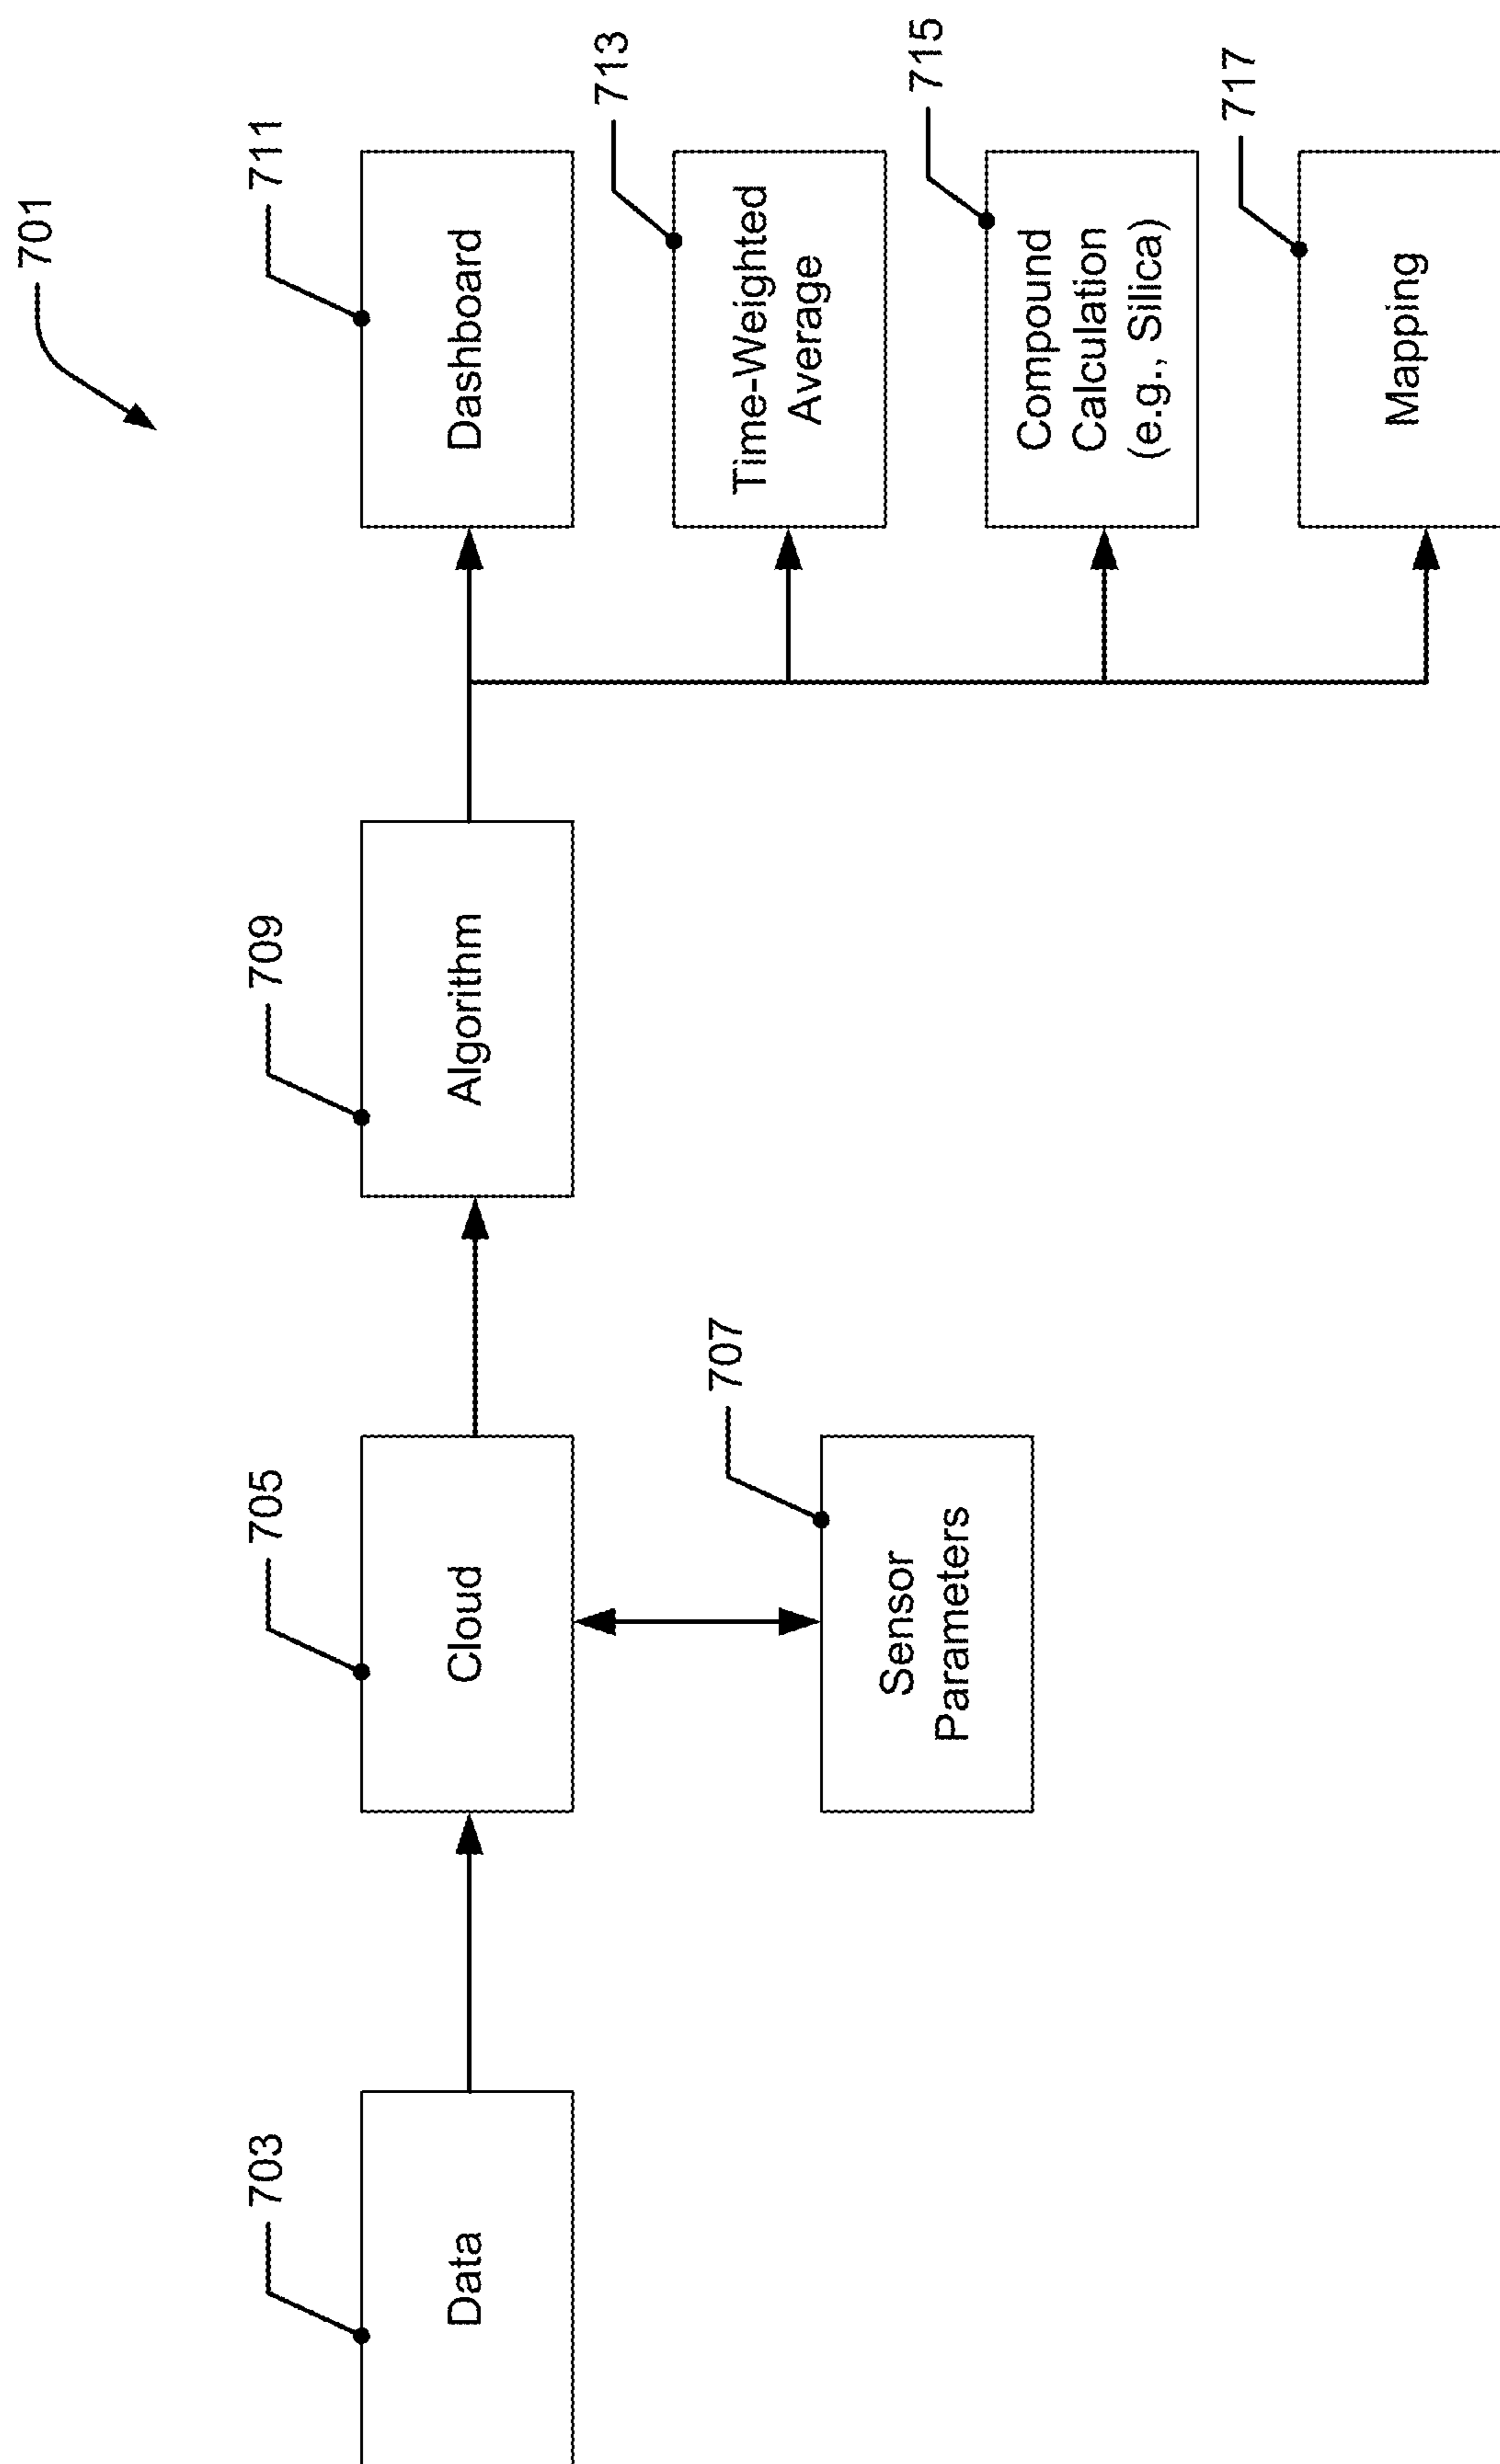 701
703
Data
705
Cloud
707
Sensor
Parameters
709
Algorithm
711
Dashboard
713
Time-Weighted
Average
715
Compound
Calculation
(e.g., Silica)
717
Mapping